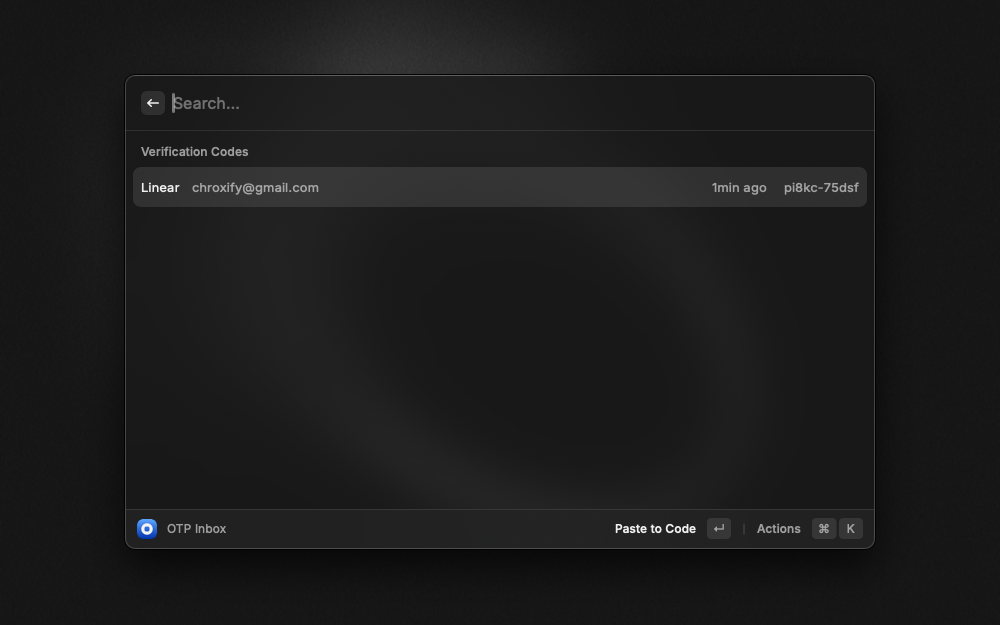 Search...
Verification Codes
Linear chroxify@gmail.com 1min ago pi8kc-75dsf
OTP Inbox Paste to Code ↵ Actions ⌘ K